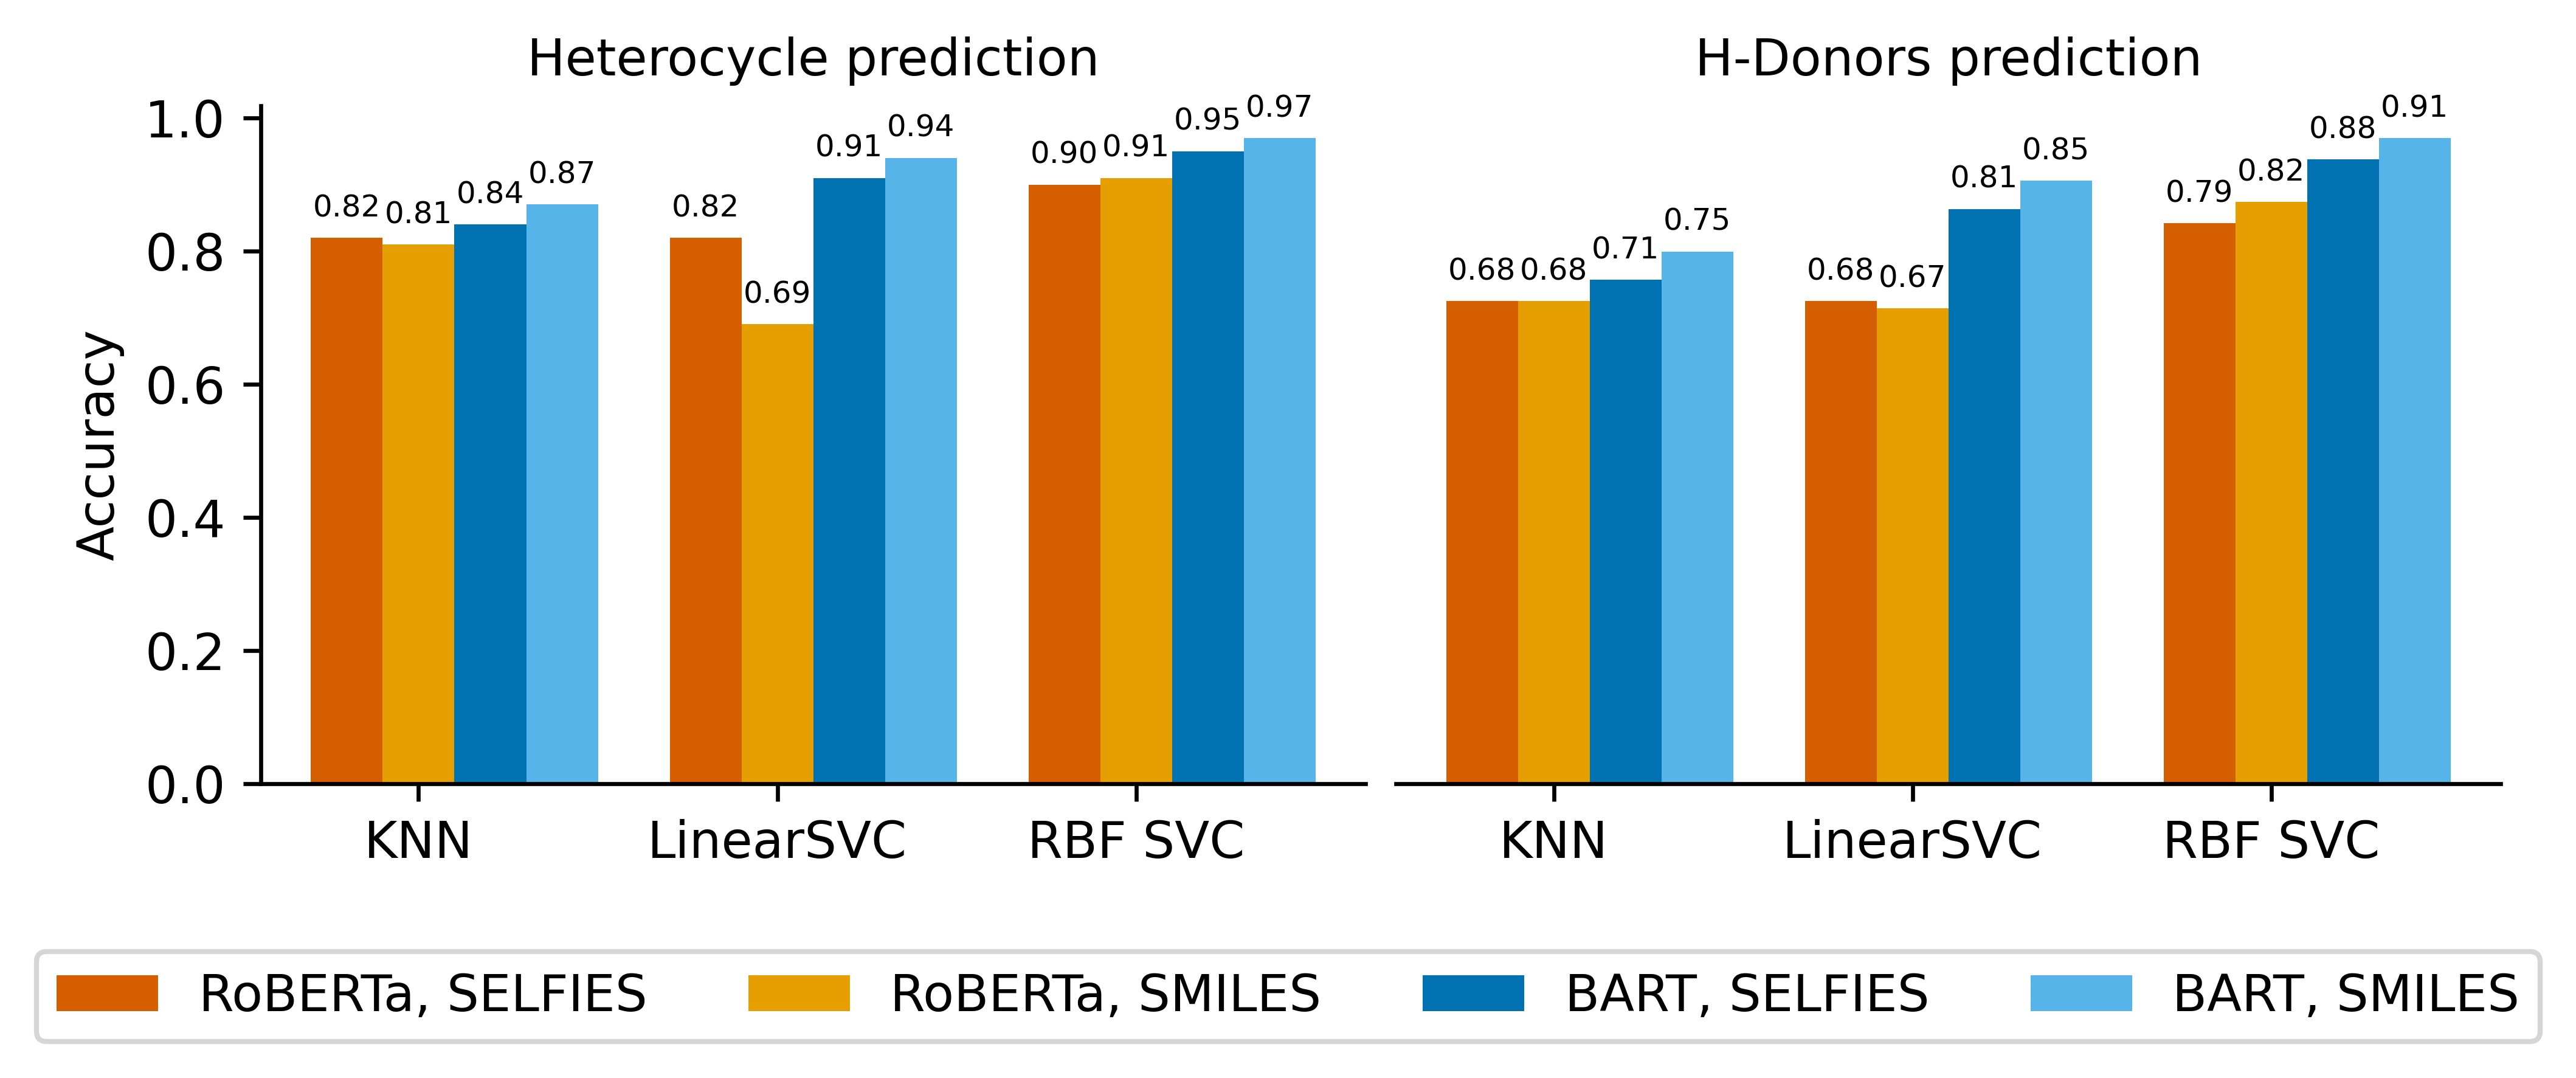 Heterocycle prediction
H-Donors prediction
Accuracy
1.0
0.8
0.6
0.4
0.2
0.0
0.82 0.81 0.84 0.87
0.82 0.69 0.91 0.94
0.90 0.91 0.95 0.97
0.68 0.68 0.71 0.75
0.68 0.67 0.81 0.85
0.79 0.82 0.88 0.91
KNN LinearSVC RBF SVC
KNN LinearSVC RBF SVC
RoBERTa, SELFIES RoBERTa, SMILES BART, SELFIES BART, SMILES